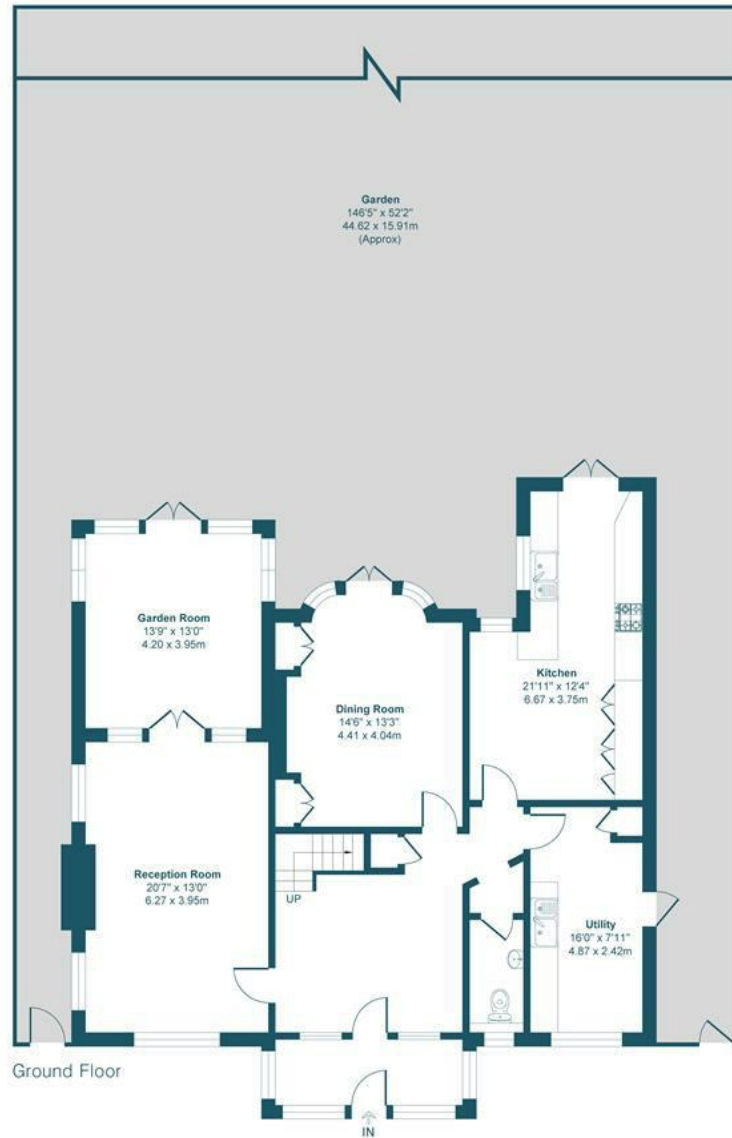 Garden
146'5" x 52'2"
44.62 x 15.91m
(Approx)
Garden Room
13'9" x 13'0"
4.20 x 3.95m
Dining Room
14'6" x 13'3"
4.41 x 4.04m
Kitchen
21'11" x 12'4"
6.67 x 3.75m
Reception Room
20'7" x 13'0"
6.27 x 3.95m
UP
Utility
16'0" x 7'11"
4.87 x 2.42m
Ground Floor
IN